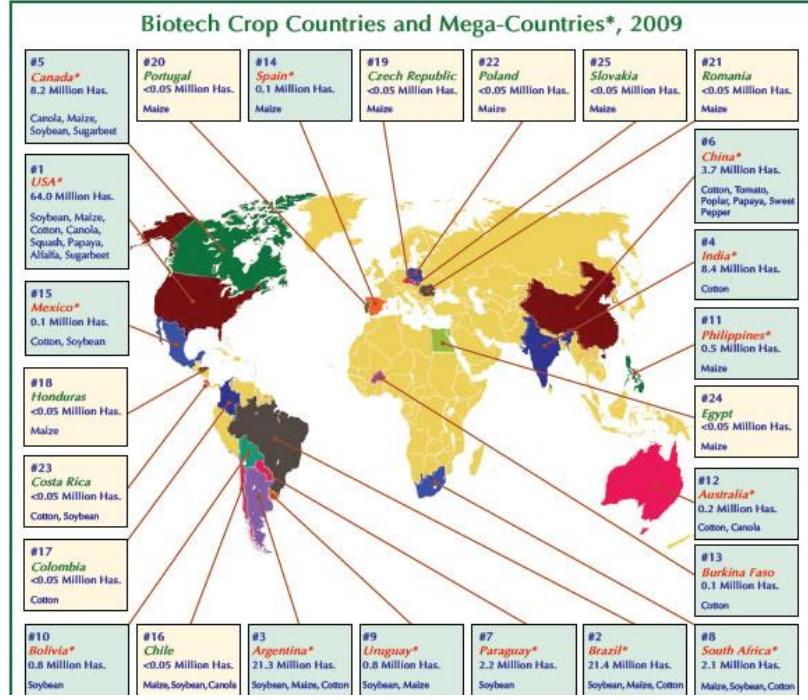 Biotech Crop Countries and Mega-Countries*, 2009
#5
Canada*
8.2 Million Has.
Canola, Maize,
Soybean, Sugarbeet
#20
Portugal
<0.05 Million Has.
Maize
#14
Spain*
0.1 Million Has.
Maize
#19
Czech Republic
<0.05 Million Has.
Maize
#22
Poland
<0.05 Million Has.
Maize
#25
Slovakia
<0.05 Million Has.
Maize
#21
Romania
<0.05 Million Has.
Maize
#1
USA*
64.0 Million Has.
Soybean, Maize,
Cotton, Canola,
Squash, Papaya,
Alfalfa, Sugarbeet
#15
Mexico*
0.1 Million Has.
Cotton, Soybean
#18
Honduras
<0.05 Million Has.
Maize
#23
Costa Rica
<0.05 Million Has.
Cotton, Soybean
#17
Colombia
<0.05 Million Has.
Cotton
#6
China*
3.7 Million Has.
Cotton, Tomato,
Poplar, Papaya, Sweet
Pepper
#4
India*
8.4 Million Has.
Cotton
#11
Philippines*
0.5 Million Has.
Maize
#24
Egypt
<0.05 Million Has.
Maize
#12
Australia*
0.2 Million Has.
Cotton, Canola
#13
Burkina Faso
0.1 Million Has.
Cotton
#10
Bolivia*
0.8 Million Has.
Soybean
#16
Chile
<0.05 Million Has.
Maize, Soybean, Canola
#3
Argentina*
21.3 Million Has.
Soybean, Maize, Cotton
#9
Uruguay*
0.8 Million Has.
Soybean, Maize
#7
Paraguay*
2.2 Million Has.
Soybean
#2
Brazil*
21.4 Million Has.
Soybean, Maize, Cotton
#8
South Africa*
2.1 Million Has.
Maize, Soybean, Cotton